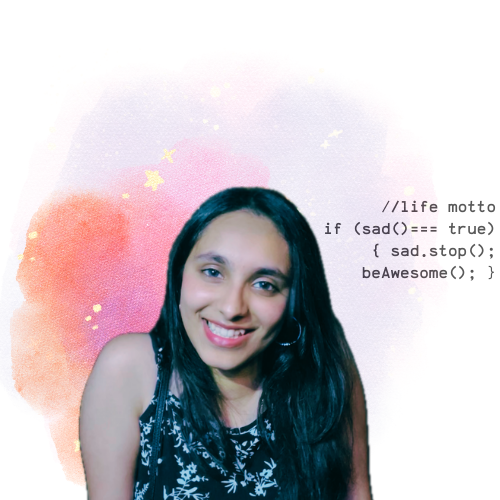 //life motto
if (sad()=== true)
{ sad.stop();
beAwesome(); }